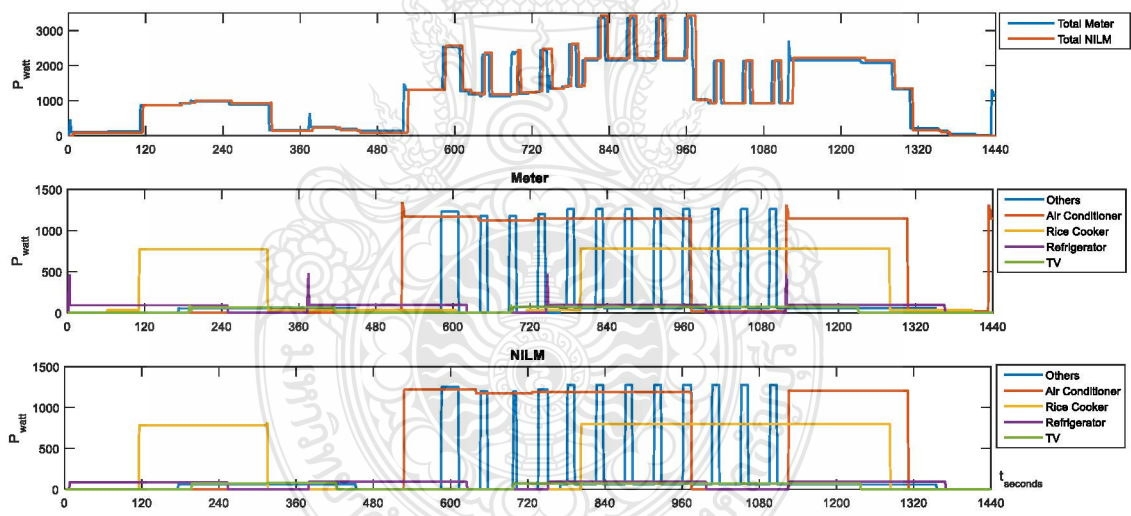 3000
2000
1000
0
P watt
0 120 240 360 480 600 720 840 960 1080 1200 1320 1440
Total Meter
Total NILM
Meter
1500
1000
500
0
P watt
0 120 240 360 480 600 720 840 960 1080 1200 1320 1440
Others
Air Conditioner
Rice Cooker
Refrigerator
TV
NILM
1500
1000
500
0
P watt
0 120 240 360 480 600 720 840 960 1080 1200 1320 1440
Others
Air Conditioner
Rice Cooker
Refrigerator
TV
t seconds